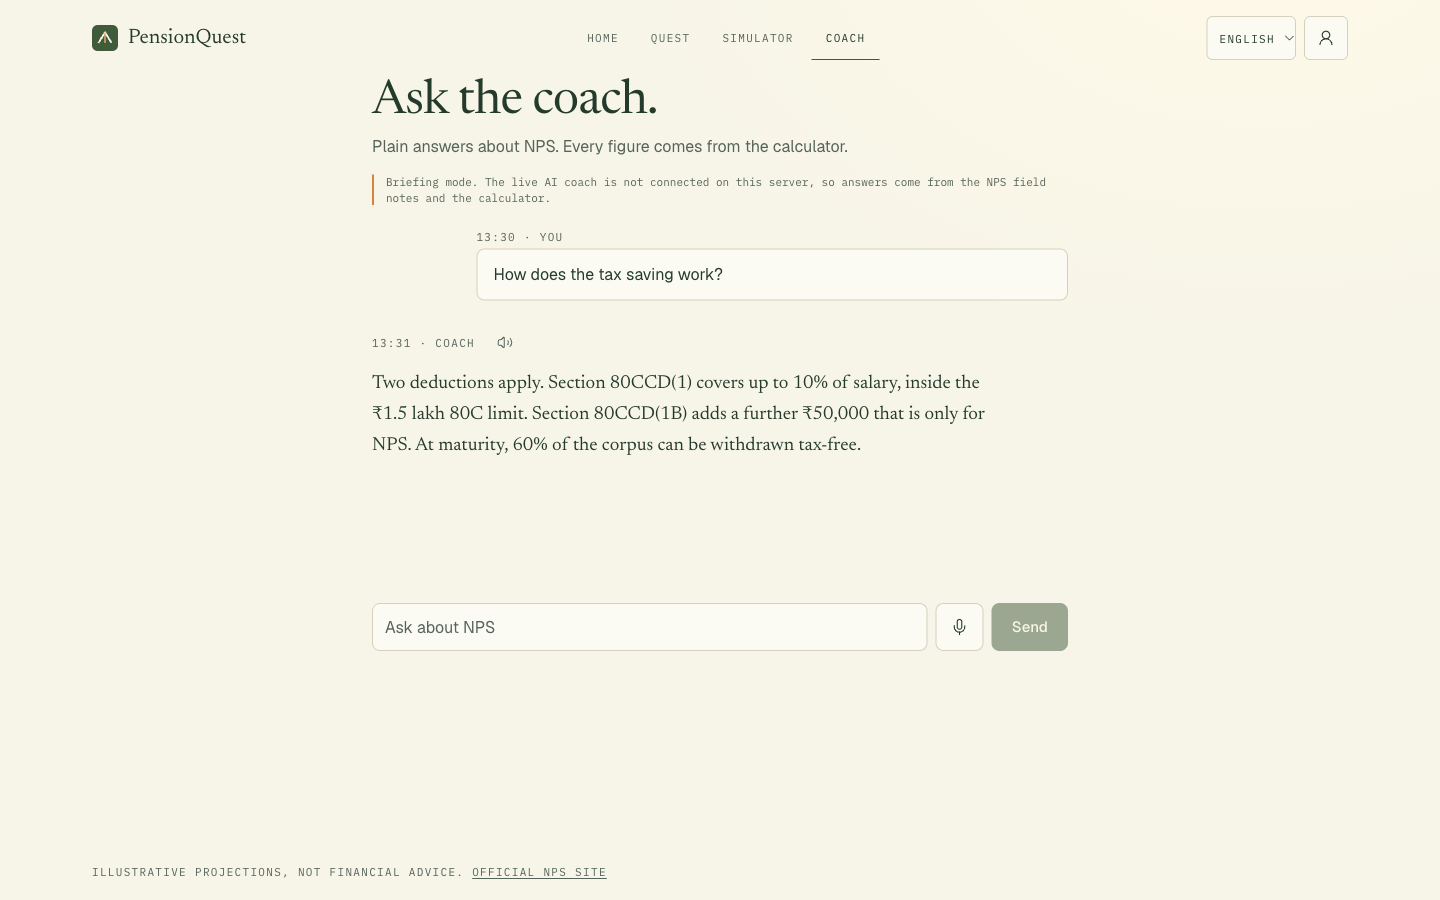 PensionQuest
HOME
QUEST
SIMULATOR
COACH
ENGLISH
Ask the coach.
Plain answers about NPS. Every figure comes from the calculator.
Briefing mode. The live AI coach is not connected on this server, so answers come from the NPS field
notes and the calculator.
13:30 · YOU
How does the tax saving work?
13:31 · COACH
Two deductions apply. Section 80CCD(1) covers up to 10% of salary, inside the
₹1.5 lakh 80C limit. Section 80CCD(1B) adds a further ₹50,000 that is only for
NPS. At maturity, 60% of the corpus can be withdrawn tax-free.
Ask about NPS
Send
ILLUSTRATIVE PROJECTIONS, NOT FINANCIAL ADVICE. OFFICIAL NPS SITE